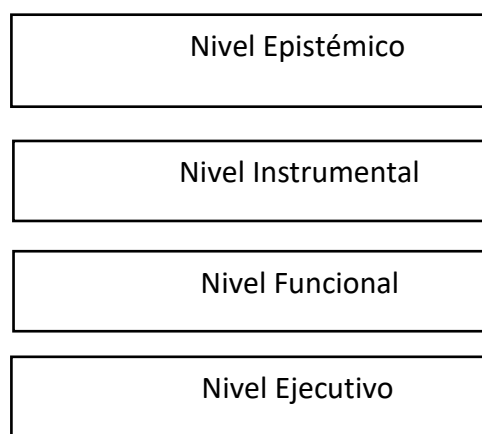 Nivel Epistémico
Nivel Instrumental
Nivel Funcional
Nivel Ejecutivo